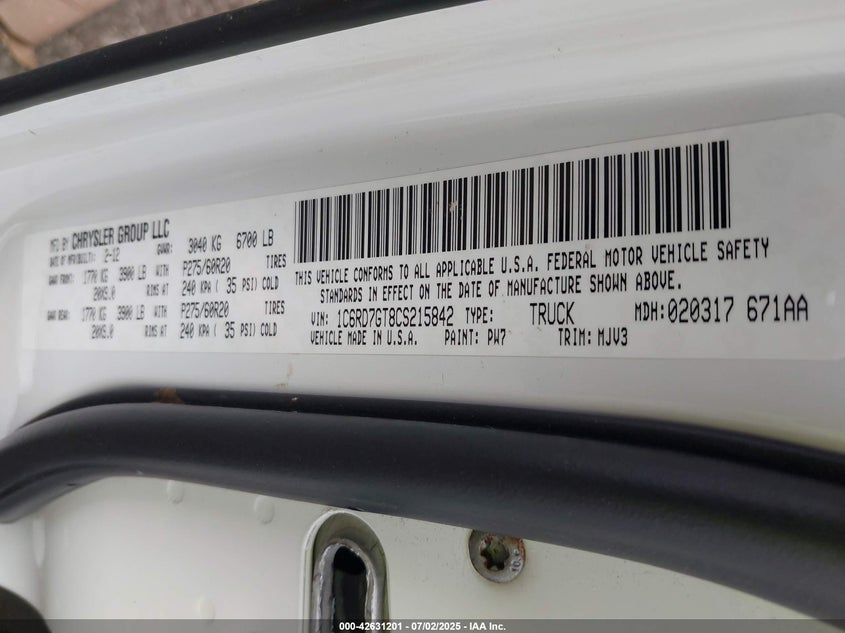 MFD BY CHRYSLER GROUP LLC
DATE OF MFR/BUILT: 2-12 GVWR: 3040 KG 6700 LB
GAWR FRONT: 1770 KG 3900 LB WITH P275/60R20 TIRES
20X9.0 RIMS AT 240 KPA ( 35 PSI) COLD
GAWR REAR: 1770 KG 3900 LB WITH P275/60R20 TIRES
20X9.0 RIMS AT 240 KPA ( 35 PSI) COLD
THIS VEHICLE CONFORMS TO ALL APPLICABLE U.S.A. FEDERAL MOTOR VEHICLE SAFETY
STANDARDS IN EFFECT ON THE DATE OF MANUFACTURE SHOWN ABOVE.
VIN: 1C6RD7GT8CS215842 TYPE: TRUCK MDH:020317 671AA
VEHICLE MADE IN U.S.A. PAINT: PW7 TRIM: MJV3
000-42631201 - 07/02/2025 - IAA Inc.